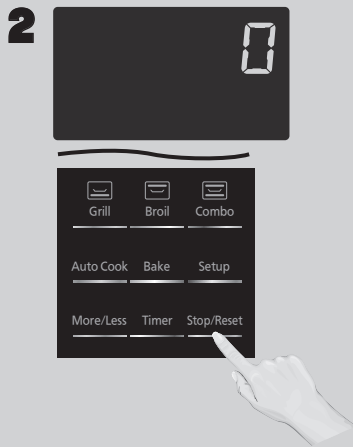 2
0
Grill Broil Combo
Auto Cook Bake Setup
More/Less Timer Stop/Reset